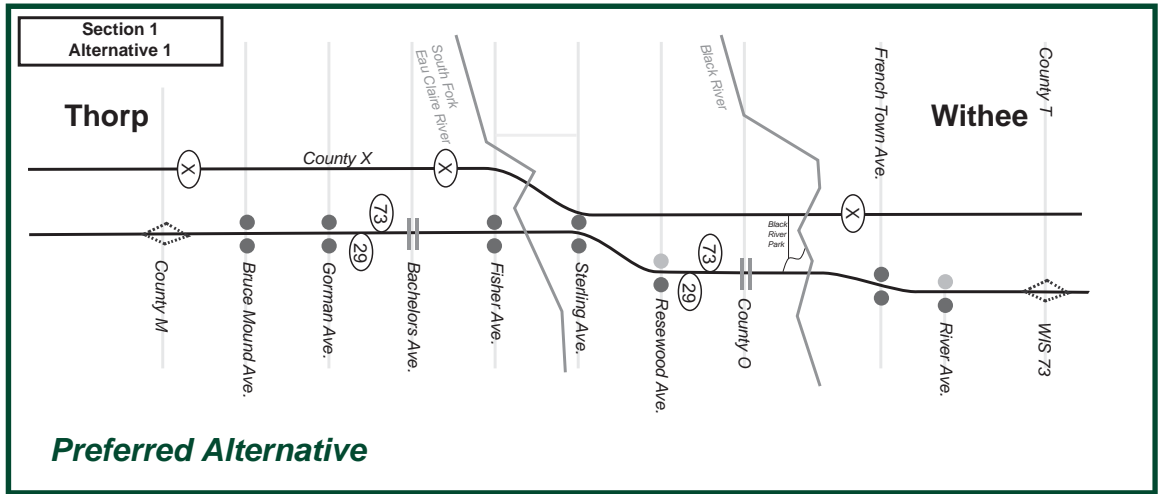 Section 1
Alternative 1
Thorp
Withee
South Fork
Eau Claire River
Black River
French Town Ave.
County T
County X
X
X
X
73
29
73
29
Black
River
Park
County M
Bruce Mound Ave.
Gorman Ave.
Bachelors Ave.
Fisher Ave.
Sterling Ave.
Resewood Ave.
County O
River Ave.
WIS 73
Preferred Alternative